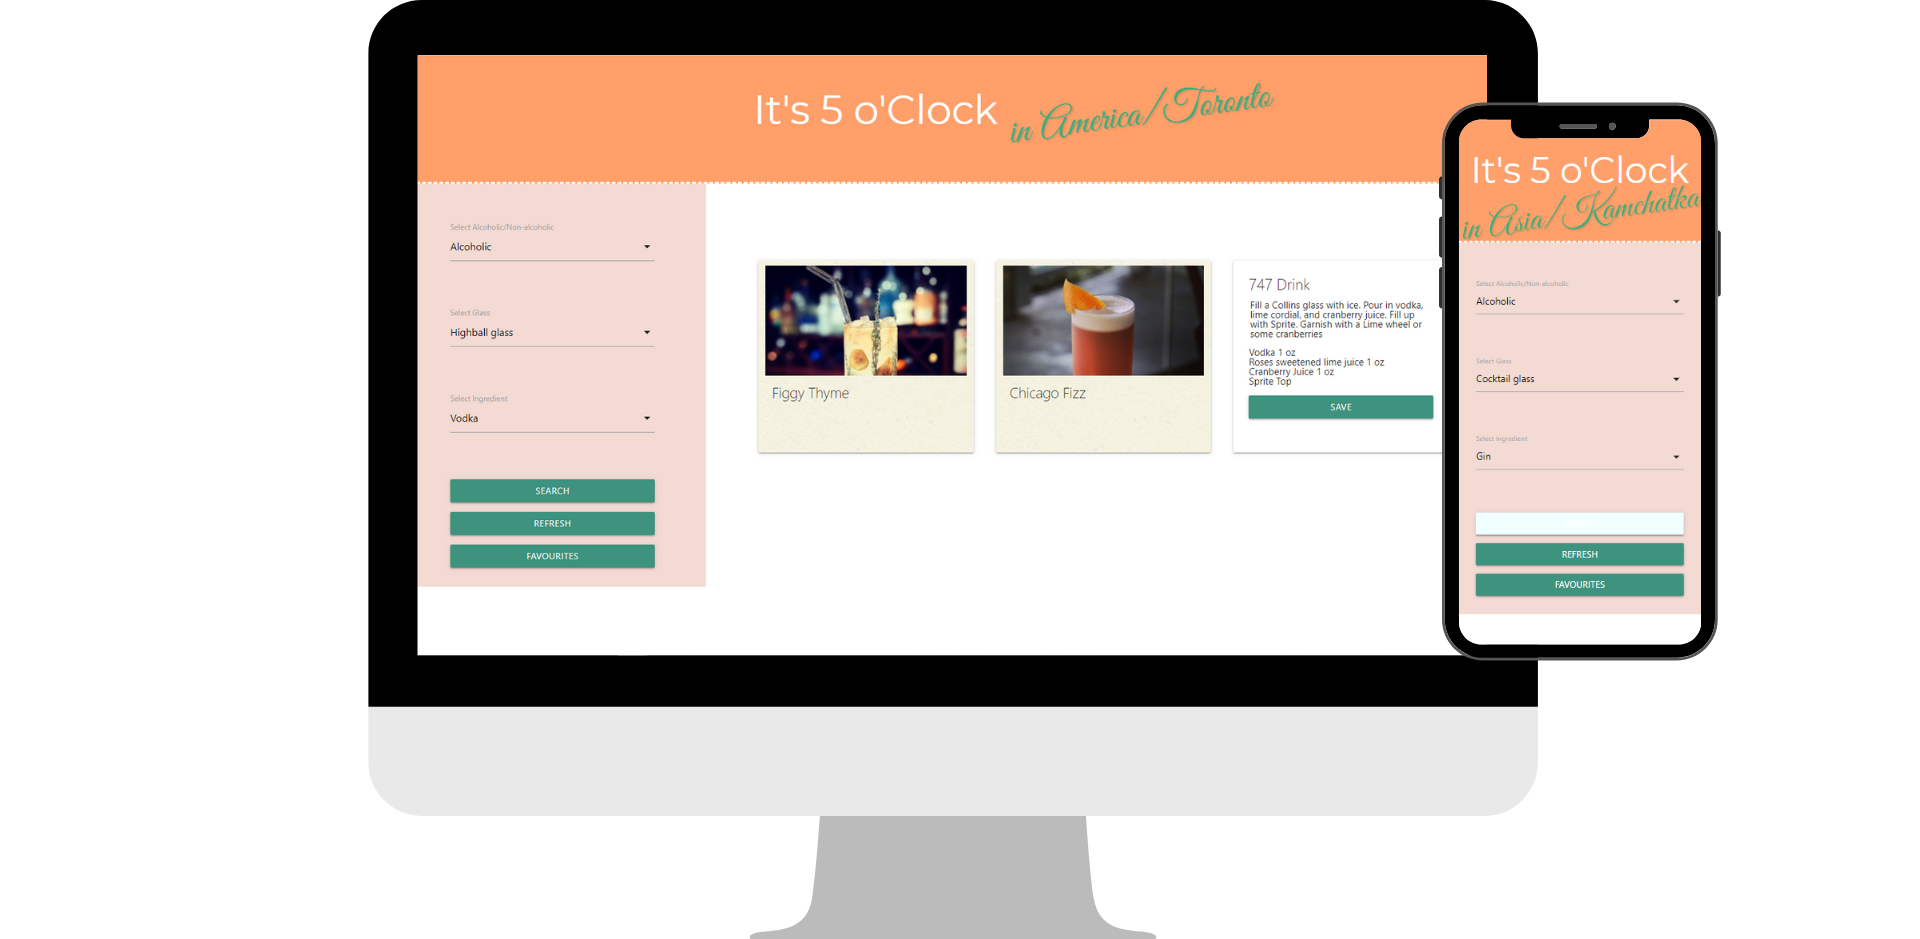 It's 5 o'Clock in America/Toronto
Select Alcoholic/Non-alcoholic
Alcoholic
Select Glass
Highball glass
Select Ingredient
Vodka
SEARCH
REFRESH
FAVOURITES
Figgy Thyme
Chicago Fizz
747 Drink
Fill a Collins glass with ice. Pour in vodka,
lime cordial, and cranberry juice. Fill up
with Sprite. Garnish with a Lime wheel or
some cranberries
Vodka 1 oz
Roses sweetened lime juice 1 oz
Cranberry Juice 1 oz
Sprite Top
SAVE
It's 5 o'Clock
in Asia/Kamchatka
Select Alcoholic/Non-alcoholic
Alcoholic
Select Glass
Cocktail glass
Select Ingredient
Gin
REFRESH
FAVOURITES